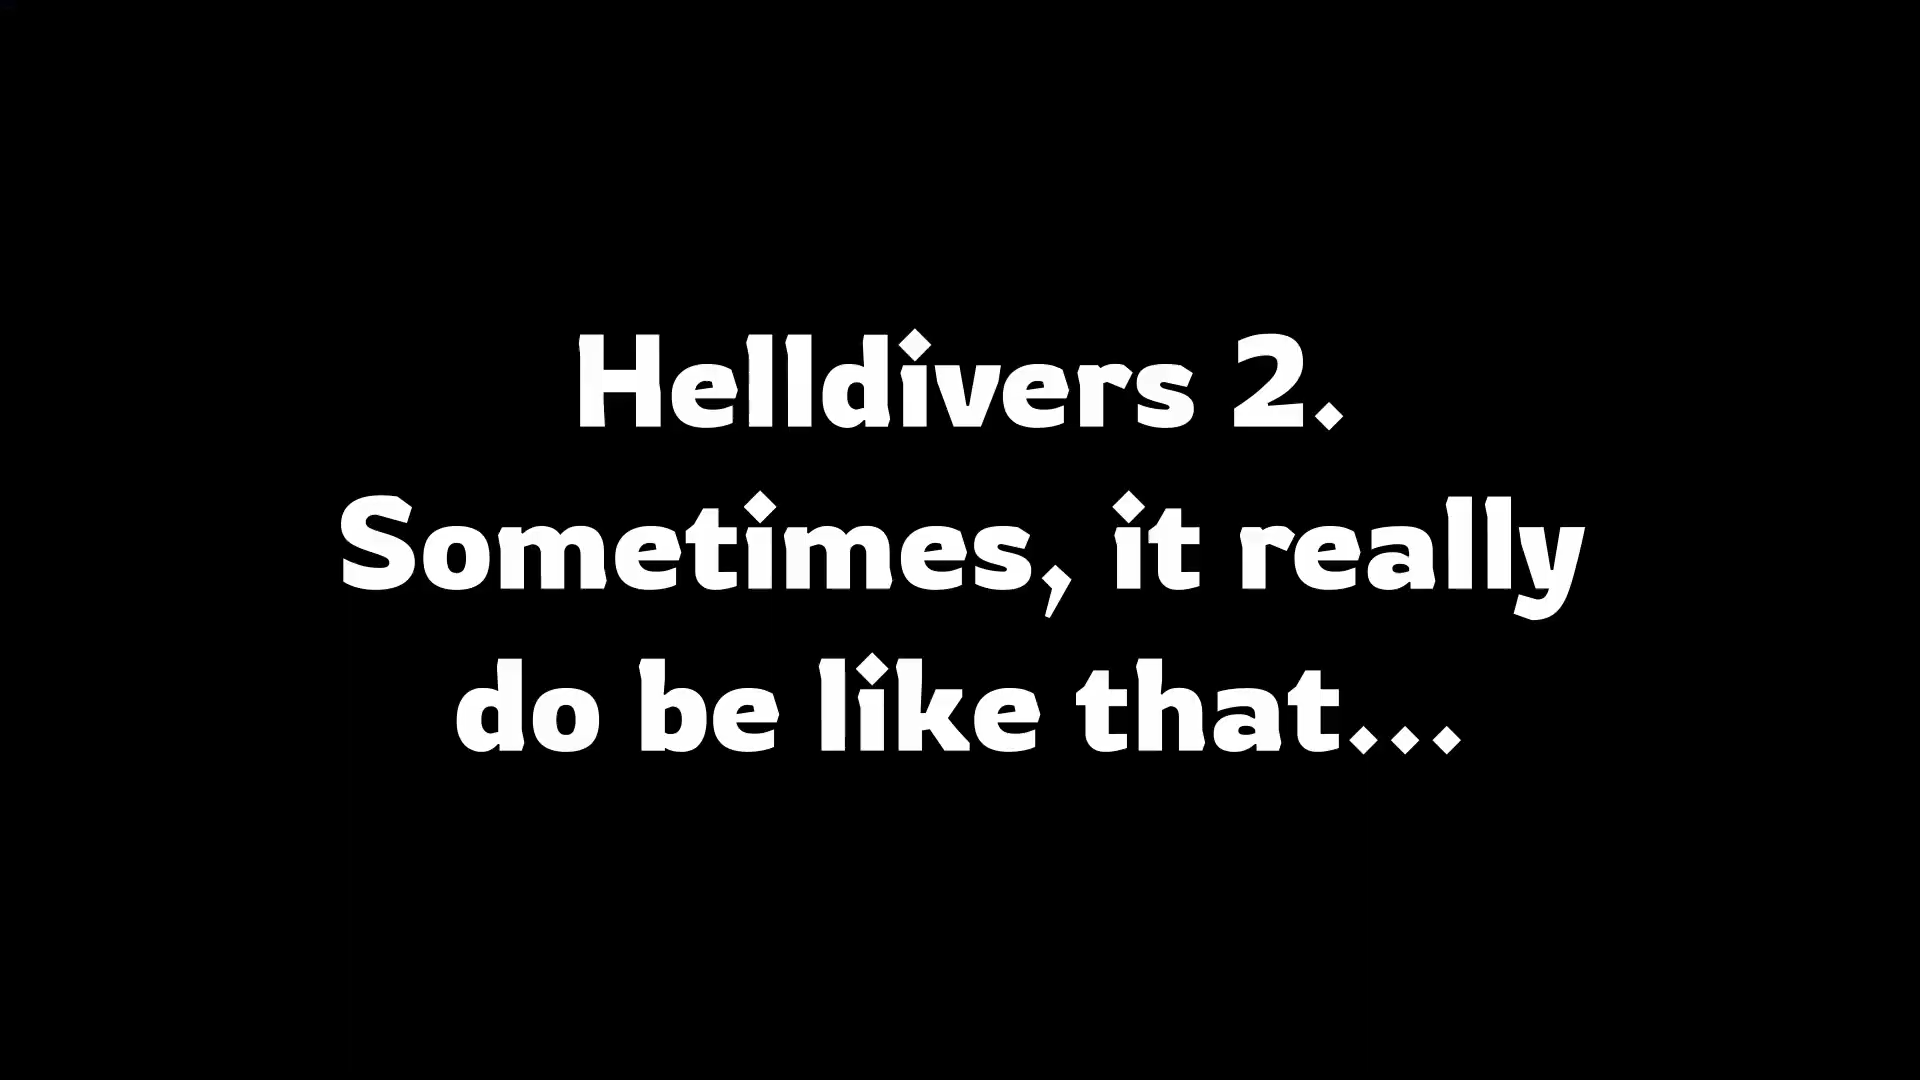 Helldivers 2.
Sometimes, it really
do be like that...